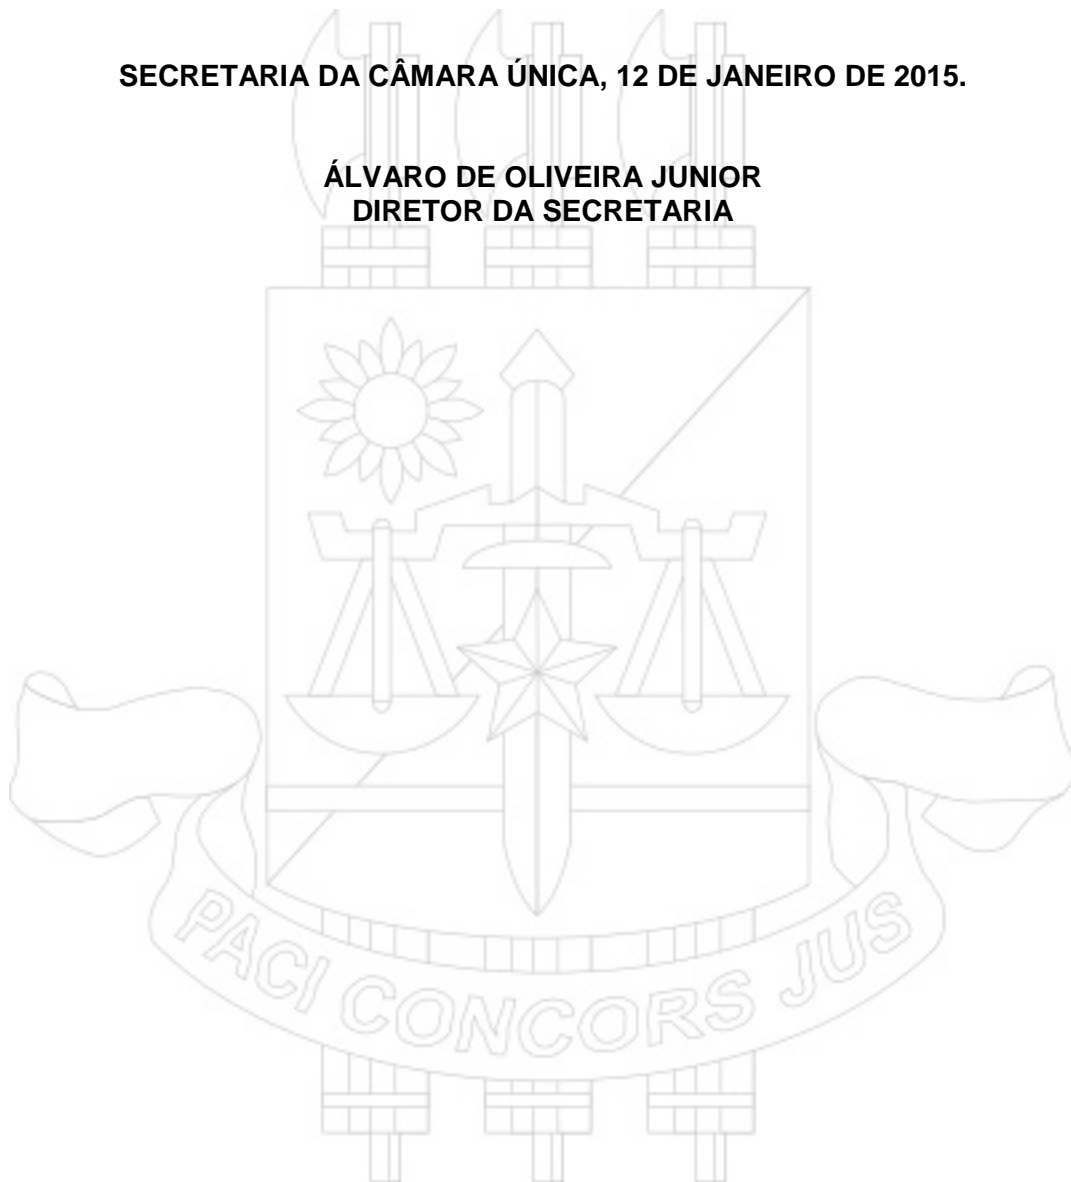 SECRETARIA DA CÂMARA ÚNICA, 12 DE JANEIRO DE 2015.
ÁLVARO DE OLIVEIRA JUNIOR
DIRETOR DA SECRETARIA
PACI CONCORS JUS